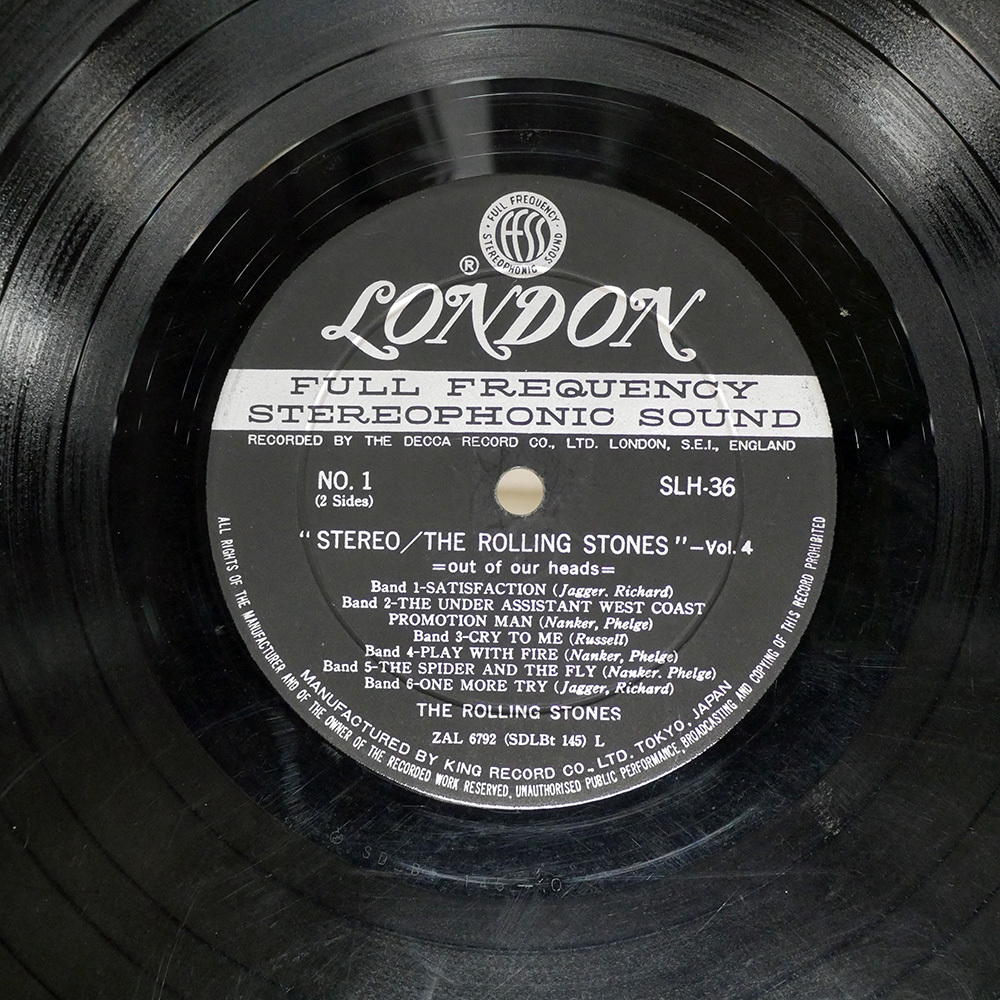 FULL FREQUENCY
STEREOPHONIC SOUND
ffSS
®
LONDON
FULL FREQUENCY
STEREOPHONIC SOUND
RECORDED BY THE DECCA RECORD CO., LTD. LONDON, S.E.I., ENGLAND
NO. 1
(2 Sides)
SLH-36
“ STEREO/THE ROLLING STONES ”-Vol. 4
=out of our heads=
Band 1-SATISFACTION (Jagger. Richard)
Band 2-THE UNDER ASSISTANT WEST COAST
PROMOTION MAN (Nanker, Phelge)
Band 3-CRY TO ME (Russell)
Band 4-PLAY WITH FIRE (Nanker, Phelge)
Band 5-THE SPIDER AND THE FLY (Nanker. Phelge)
Band 6-ONE MORE TRY (Jagger, Richard)
THE ROLLING STONES
ZAL 6792 (SDLBt 145) L
MANUFACTURED BY KING RECORD CO., LTD. TOKYO, JAPAN
ALL RIGHTS OF THE MANUFACTURER AND OF THE OWNER OF THE RECORDED WORK RESERVED, UNAUTHORISED PUBLIC PERFORMANCE, BROADCASTING AND COPYING OF THIS RECORD PROHIBITED